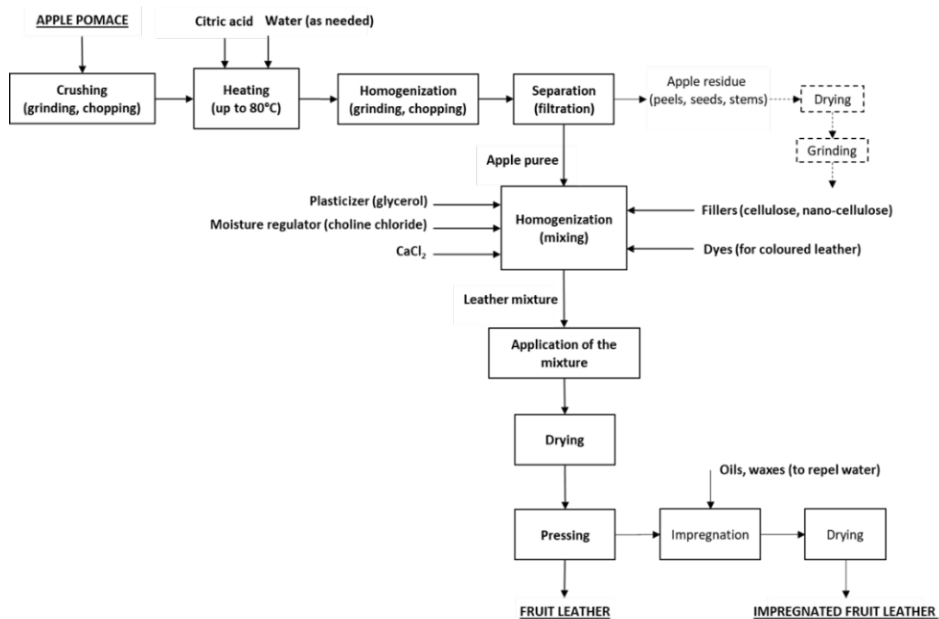 APPLE POMACE
Citric acid
Water (as needed)
Crushing
(grinding, chopping)
Heating
(up to 80°C)
Homogenization
(grinding, chopping)
Separation
(filtration)
Apple residue
(peels, seeds, stems)
Drying
Grinding
Apple puree
Plasticizer (glycerol)
Moisture regulator (choline chloride)
CaCl₂
Homogenization
(mixing)
Fillers (cellulose, nano-cellulose)
Dyes (for coloured leather)
Leather mixture
Application of the
mixture
Drying
Oils, waxes (to repel water)
Pressing
Impregnation
Drying
FRUIT LEATHER
IMPREGNATED FRUIT LEATHER